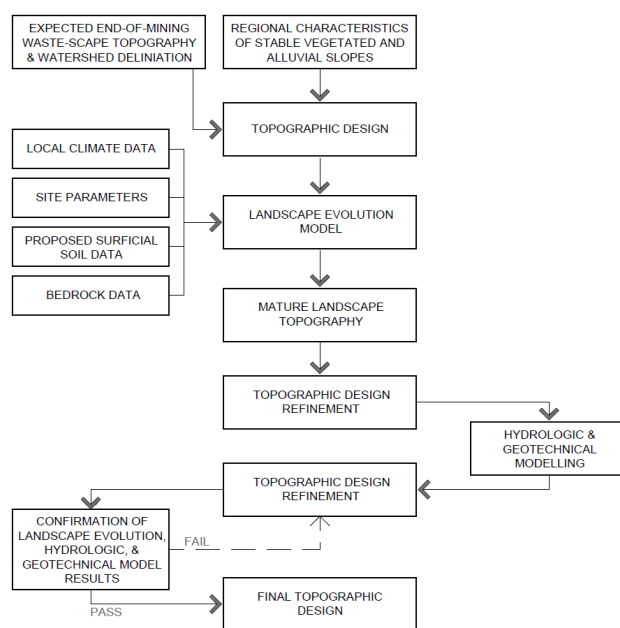 EXPECTED END-OF-MINING
WASTE-SCAPE TOPOGRAPHY
& WATERSHED DELINIATION
REGIONAL CHARACTERISTICS
OF STABLE VEGETATED AND
ALLUVIAL SLOPES
TOPOGRAPHIC DESIGN
LOCAL CLIMATE DATA
SITE PARAMETERS
PROPOSED SURFICIAL
SOIL DATA
BEDROCK DATA
LANDSCAPE EVOLUTION
MODEL
MATURE LANDSCAPE
TOPOGRAPHY
TOPOGRAPHIC DESIGN
REFINEMENT
HYDROLOGIC &
GEOTECHNICAL
MODELLING
TOPOGRAPHIC DESIGN
REFINEMENT
CONFIRMATION OF
LANDSCAPE EVOLUTION,
HYDROLOGIC, &
GEOTECHNICAL MODEL
RESULTS
FAIL
PASS
FINAL TOPOGRAPHIC
DESIGN